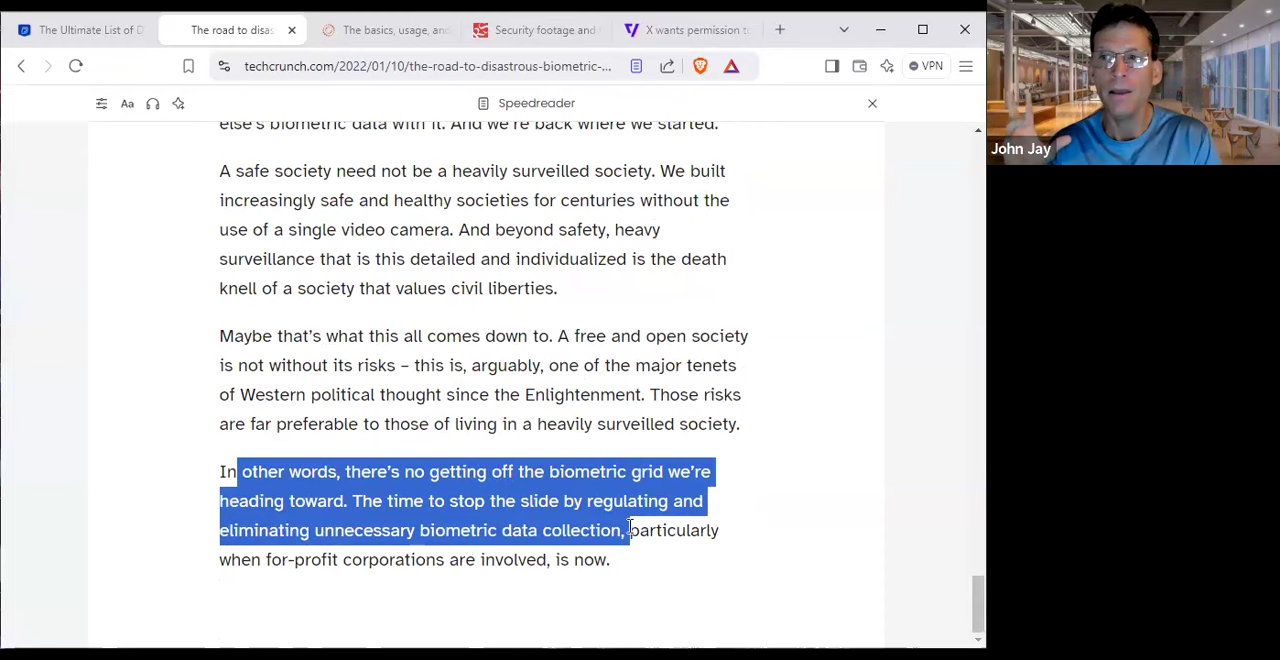 The Ultimate List of D
The road to disas
The basics, usage, an
Security footage and
X wants permission t
techcrunch.com/2022/01/10/the-road-to-disastrous-biometric-...
VPN
Aa
Speedreader
John Jay
else's biometric data with it. And we're back where we started.
A safe society need not be a heavily surveilled society. We built
increasingly safe and healthy societies for centuries without the
use of a single video camera. And beyond safety, heavy
surveillance that is this detailed and individualized is the death
knell of a society that values civil liberties.
Maybe that's what this all comes down to. A free and open society
is not without its risks – this is, arguably, one of the major tenets
of Western political thought since the Enlightenment. Those risks
are far preferable to those of living in a heavily surveilled society.
In other words, there's no getting off the biometric grid we're
heading toward. The time to stop the slide by regulating and
eliminating unnecessary biometric data collection, particularly
when for-profit corporations are involved, is now.